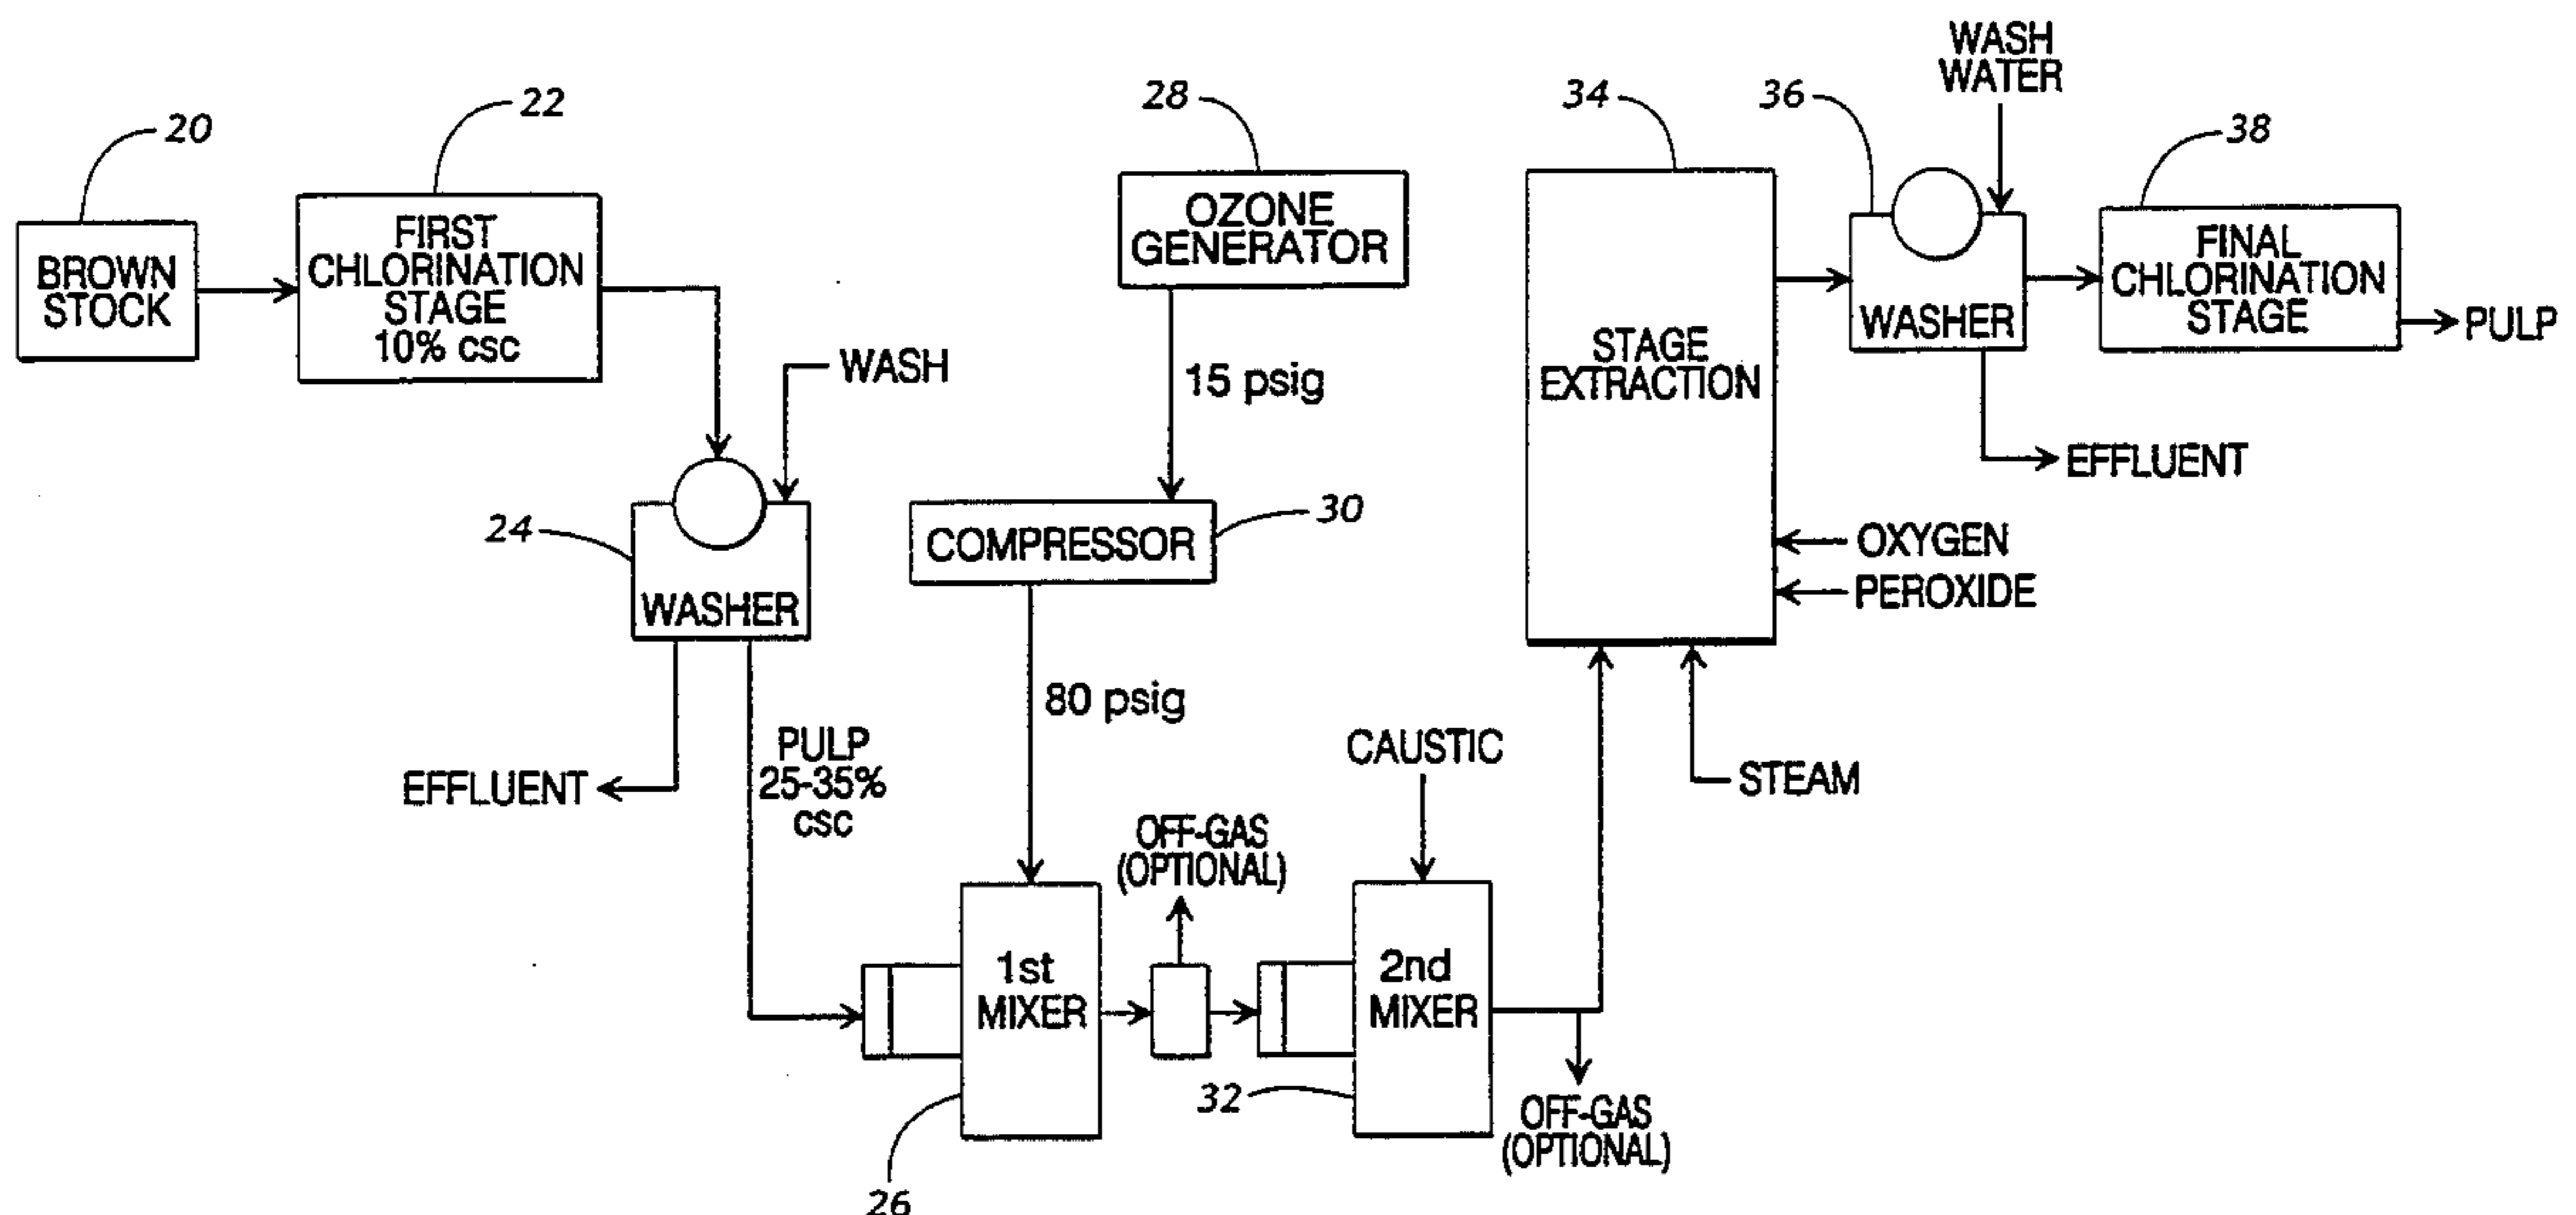 20
BROWN
STOCK
22
FIRST
CHLORINATION
STAGE
10% csc
WASH
24
WASHER
EFFLUENT
PULP
25-35%
csc
28
OZONE
GENERATOR
15 psig
COMPRESSOR
30
80 psig
1st
MIXER
26
OFF-GAS
(OPTIONAL)
CAUSTIC
2nd
MIXER
32
OFF-GAS
(OPTIONAL)
34
STAGE
EXTRACTION
OXYGEN
PEROXIDE
STEAM
36
WASH
WATER
WASHER
EFFLUENT
38
FINAL
CHLORINATION
STAGE
PULP